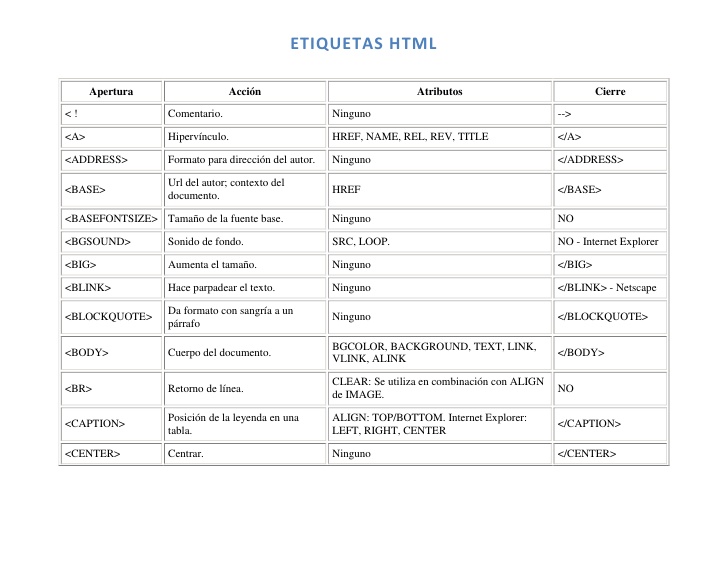 ETIQUETAS HTML
Apertura Acción Atributos Cierre
< ! Comentario. Ninguno -->
<A> Hipervínculo. HREF, NAME, REL, REV, TITLE </A>
<ADDRESS> Formato para dirección del autor. Ninguno </ADDRESS>
<BASE> Url del autor; contexto del
documento. HREF </BASE>
<BASEFONTSIZE> Tamaño de la fuente base. Ninguno NO
<BGSOUND> Sonido de fondo. SRC, LOOP. NO - Internet Explorer
<BIG> Aumenta el tamaño. Ninguno </BIG>
<BLINK> Hace parpadear el texto. Ninguno </BLINK> - Netscape
<BLOCKQUOTE> Da formato con sangría a un
párrafo Ninguno </BLOCKQUOTE>
<BODY> Cuerpo del documento. BGCOLOR, BACKGROUND, TEXT, LINK,
VLINK, ALINK </BODY>
<BR> Retorno de línea. CLEAR: Se utiliza en combinación con ALIGN
de IMAGE. NO
<CAPTION> Posición de la leyenda en una
tabla. ALIGN: TOP/BOTTOM. Internet Explorer:
LEFT, RIGHT, CENTER </CAPTION>
<CENTER> Centrar. Ninguno </CENTER>